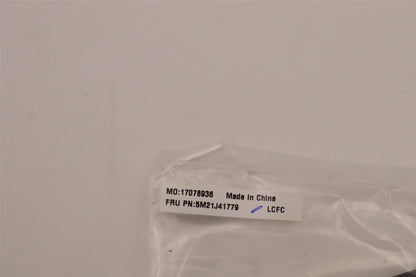 MO:17078936 Made In China
FRU PN:5M21J41779 LCFC